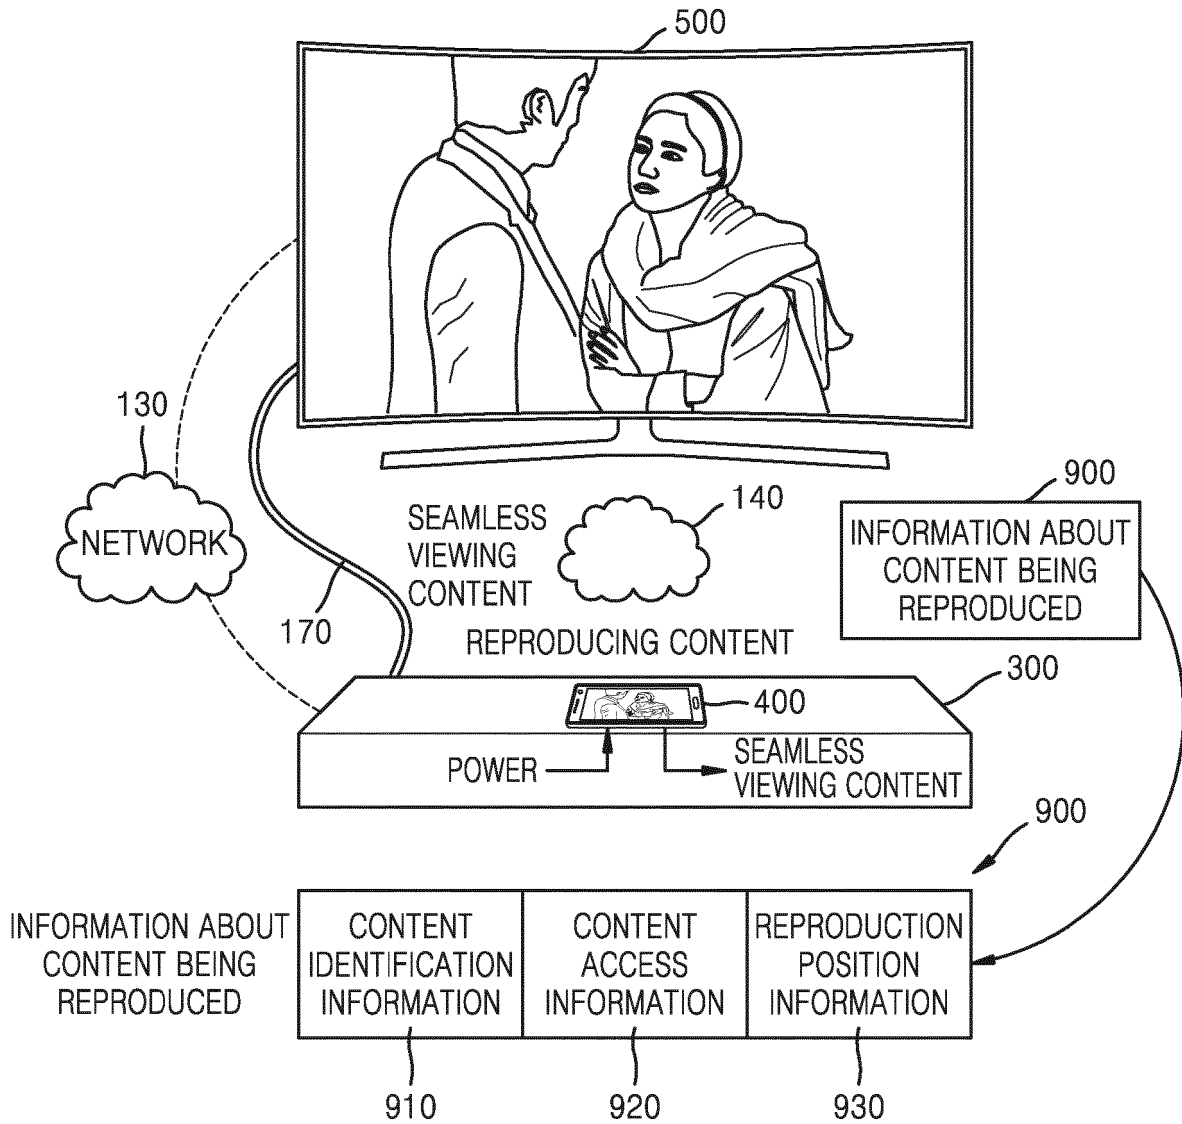 500
130
NETWORK
170
SEAMLESS
VIEWING
CONTENT
140
900
INFORMATION ABOUT
CONTENT BEING
REPRODUCED
REPRODUCING CONTENT
300
400
POWER
SEAMLESS
VIEWING CONTENT
900
INFORMATION ABOUT
CONTENT BEING
REPRODUCED
CONTENT
IDENTIFICATION
INFORMATION
CONTENT
ACCESS
INFORMATION
REPRODUCTION
POSITION
INFORMATION
910
920
930